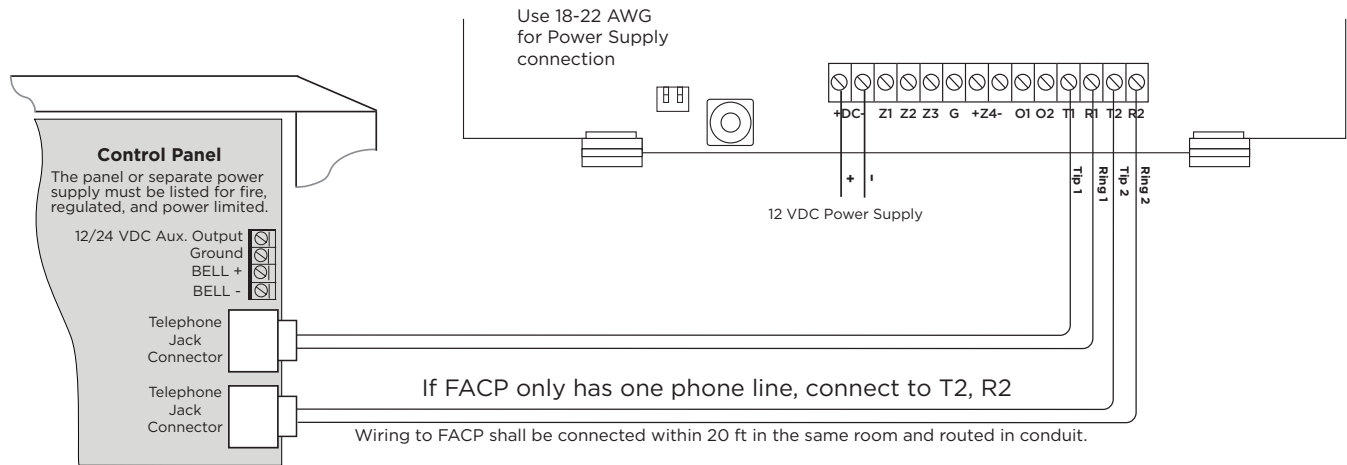 Use 18-22 AWG
for Power Supply
connection
+DC- Z1 Z2 Z3 G +Z4- O1 O2 T1 R1 T2 R2
Control Panel
The panel or separate power
supply must be listed for fire,
regulated, and power limited.
12/24 VDC Aux. Output
Ground
BELL +
BELL -
+ -
12 VDC Power Supply
Tip 1
Ring 1
Tip 2
Ring 2
Telephone
Jack
Connector
Telephone
Jack
Connector
If FACP only has one phone line, connect to T2, R2
Wiring to FACP shall be connected within 20 ft in the same room and routed in conduit.